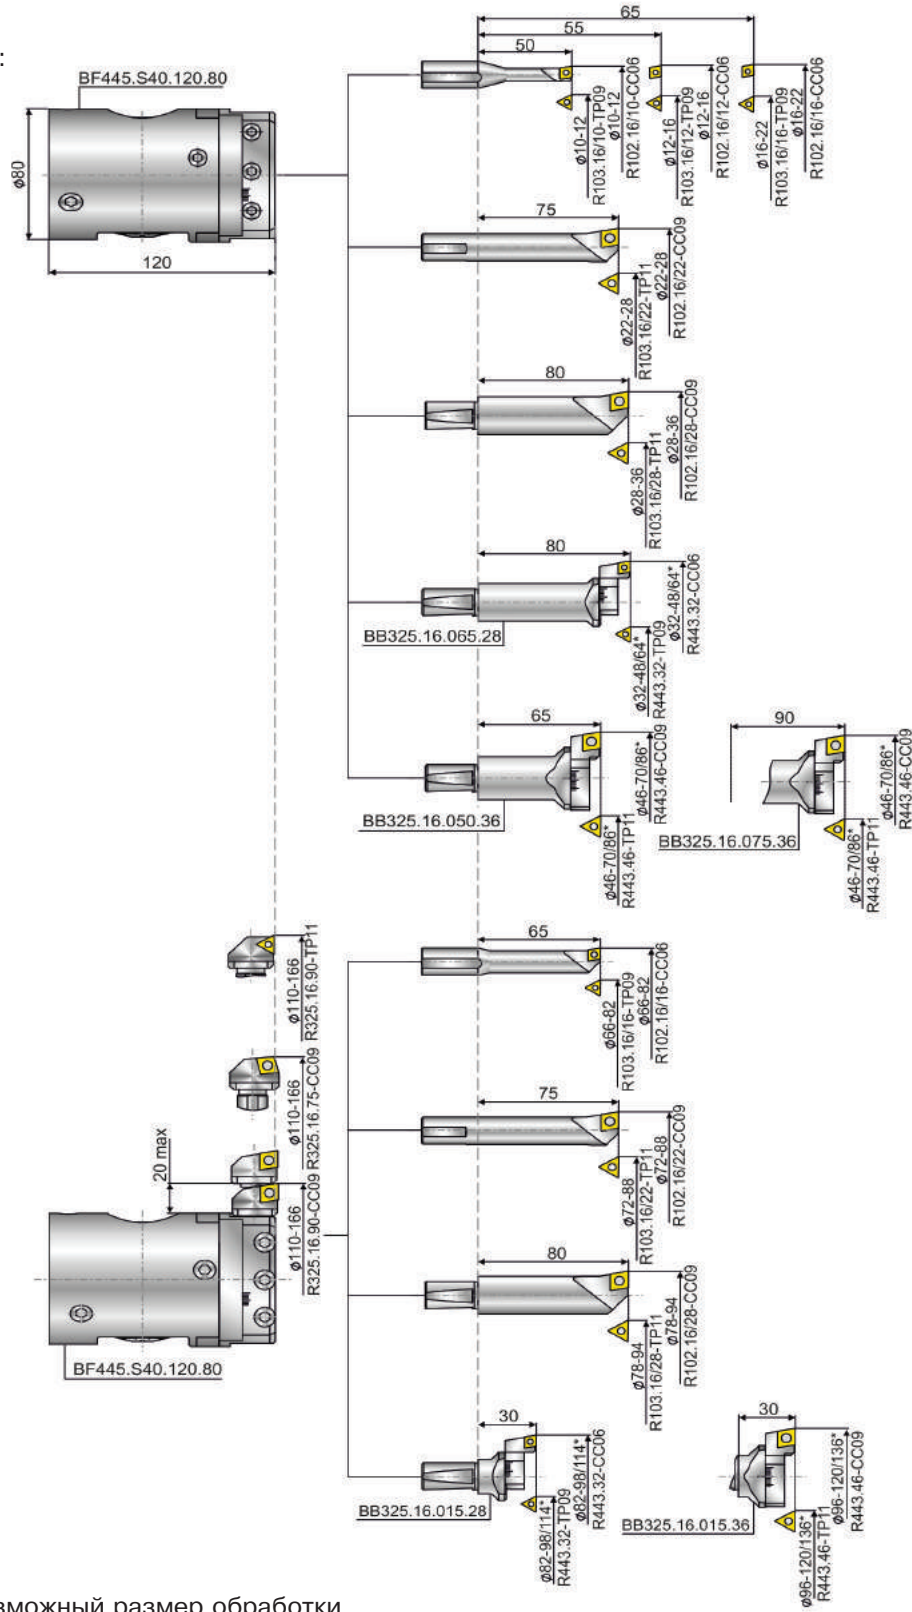 :
BF445.S40.120.80
ø80
120
65
55
50
ø10-12
R103.16/10-TP09
ø10-12
R102.16/10-CC06
ø12-16
R103.16/12-TP09
ø12-16
R102.16/12-CC06
ø16-22
R103.16/16-TP09
ø16-22
R102.16/16-CC06
75
ø22-28
R103.16/22-TP11
ø22-28
R102.16/22-CC09
80
ø28-36
R103.16/28-TP11
ø28-36
R102.16/28-CC09
80
BB325.16.065.28
ø32-48/64*
R443.32-TP09
ø32-48/64*
R443.32-CC06
65
BB325.16.050.36
ø46-70/86*
R443.46-TP11
ø46-70/86*
R443.46-CC09
90
BB325.16.075.36
ø46-70/86*
R443.46-TP11
ø46-70/86*
R443.46-CC09
ø110-166
R325.16.90-TP11
ø110-166
R325.16.75-CC09
20 max
ø110-166
R325.16.90-CC09
BF445.S40.120.80
65
ø66-82
R103.16/16-TP09
ø66-82
R102.16/16-CC06
75
ø72-88
R103.16/22-TP11
ø72-88
R102.16/22-CC09
80
ø78-94
R103.16/28-TP11
ø78-94
R102.16/28-CC09
30
BB325.16.015.28
ø82-98/114*
R443.32-TP09
ø82-98/114*
R443.32-CC06
30
BB325.16.015.36
ø96-120/136*
R443.46-TP11
ø96-120/136*
R443.46-CC09
зможный размер обработки